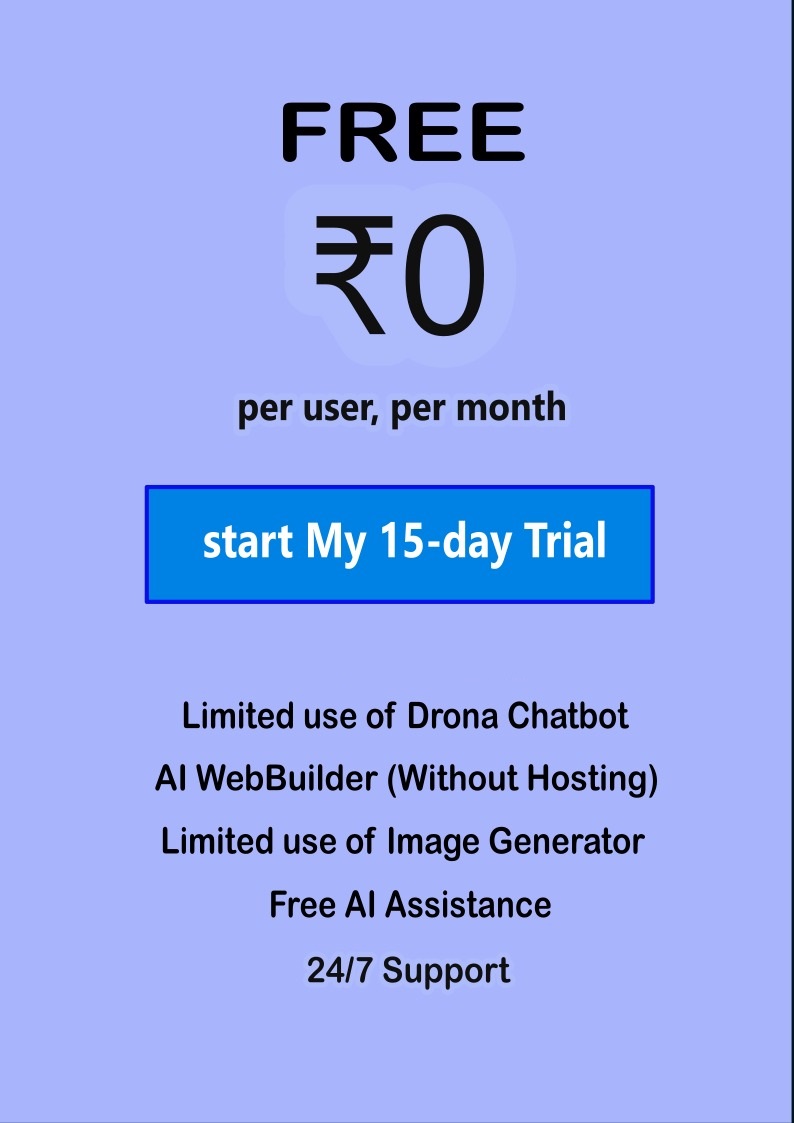 FREE
₹0
per user, per month
start My 15-day Trial
Limited use of Drona Chatbot
AI WebBuilder (Without Hosting)
Limited use of Image Generator
Free AI Assistance
24/7 Support